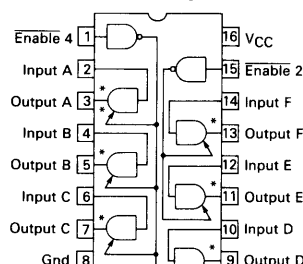 Enable 4 1
Input A 2
Output A 3 * *
Input B 4
Output B 5 *
Input C 6
Output C 7 *
Gnd 8
16 VCC
15 Enable 2
14 Input F
* 13 Output F
12 Input E
* 11 Output E
10 Input D
* 9 Output D